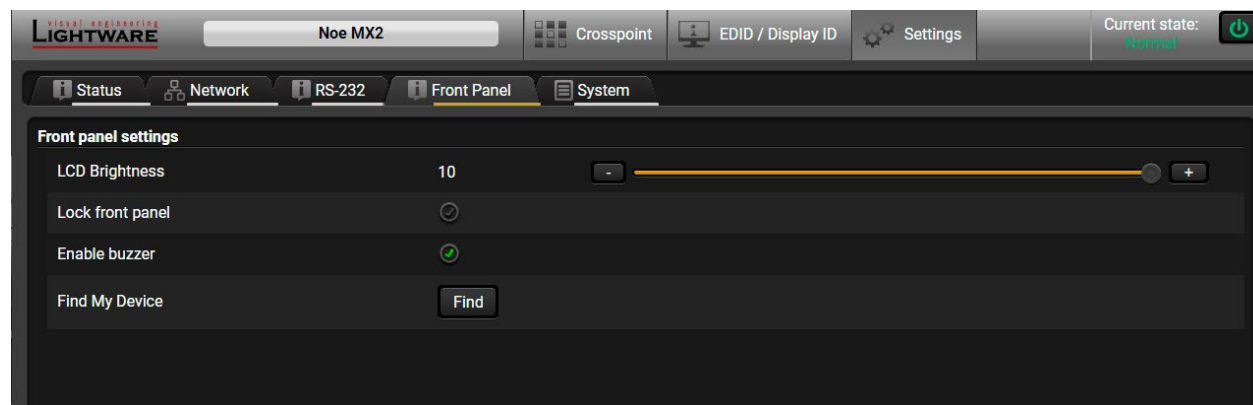 visual engineering
LIGHTWARE
Noe MX2
Crosspoint
EDID / Display ID
Settings
Current state:
Normal
Status
Network
RS-232
Front Panel
System
Front panel settings
LCD Brightness 10 - +
Lock front panel
Enable buzzer
Find My Device Find